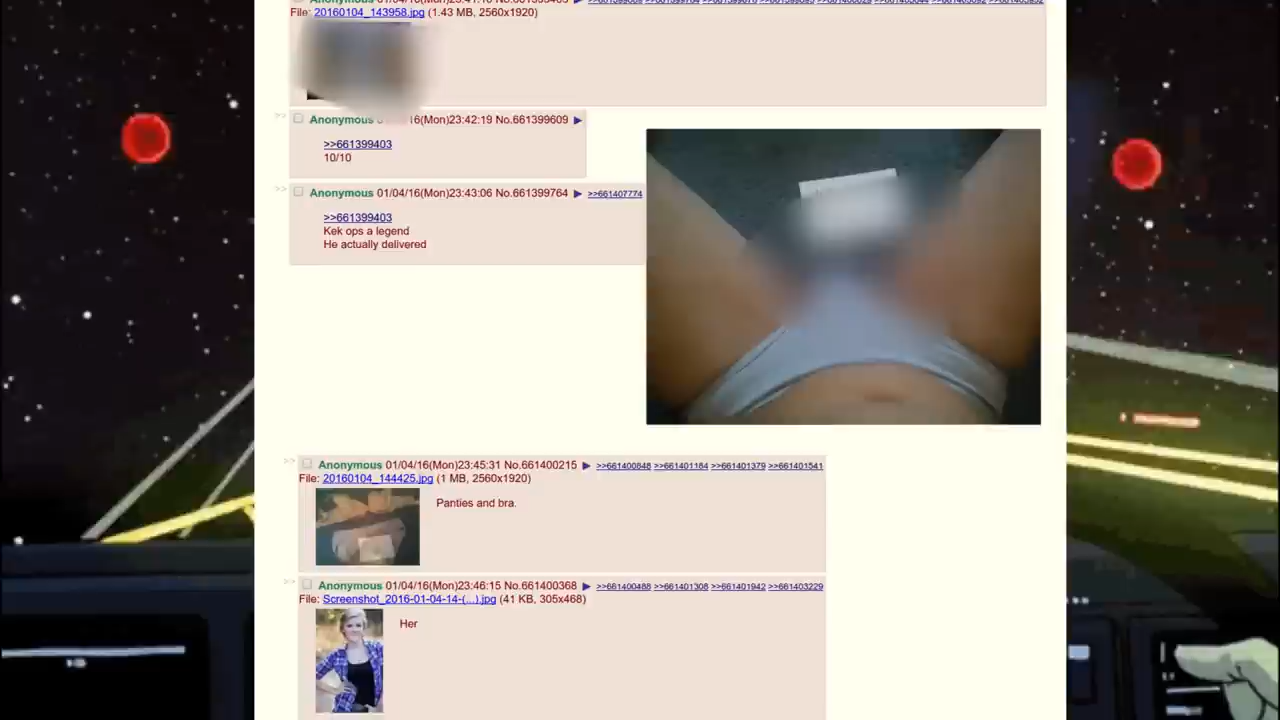 File: 20160104_143958.jpg (1.43 MB, 2560x1920)
>> Anonymous 16(Mon)23:42:19 No.661399609 ▶
>>661399403
10/10
>> Anonymous 01/04/16(Mon)23:43:06 No.661399764 ▶ >>661407774
>>661399403
Kek ops a legend
He actually delivered
>> Anonymous 01/04/16(Mon)23:45:31 No.661400215 ▶ >>661400848 >>661401184 >>661401379 >>661401541
File: 20160104_144425.jpg (1 MB, 2560x1920)
Panties and bra.
>> Anonymous 01/04/16(Mon)23:46:15 No.661400368 ▶ >>661400488 >>661401308 >>661401942 >>661403229
File: Screenshot_2016-01-04-14-(...).jpg (41 KB, 305x468)
Her